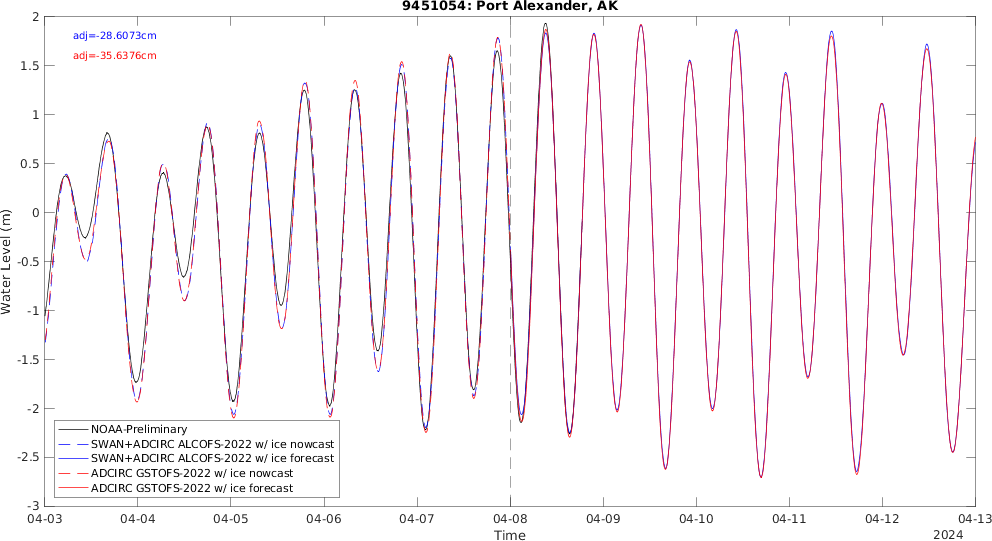 9451054: Port Alexander, AK
adj=-28.6073cm
adj=-35.6376cm
2
1.5
1
0.5
0
-0.5
-1
-1.5
-2
-2.5
-3
Water Level (m)
NOAA-Preliminary
SWAN+ADCIRC ALCOFS-2022 w/ ice nowcast
SWAN+ADCIRC ALCOFS-2022 w/ ice forecast
ADCIRC GSTOFS-2022 w/ ice nowcast
ADCIRC GSTOFS-2022 w/ ice forecast
04-03 04-04 04-05 04-06 04-07 04-08 04-09 04-10 04-11 04-12 04-13
Time
2024